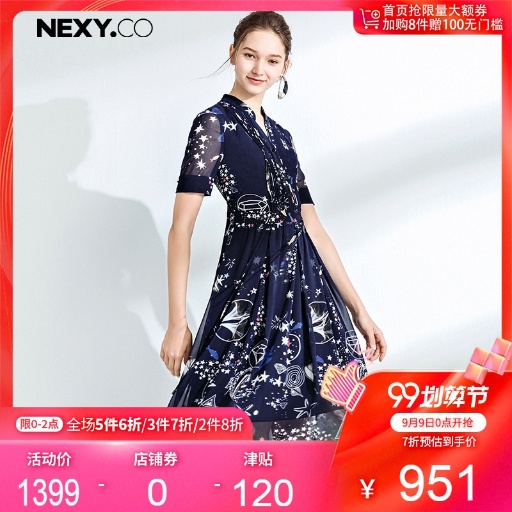 NEXY.CO
首页抢限量大额券
加购8件赠100无门槛
99划算节
9月9日0点开抢
7折预估到手价
限0-2点 全场5件6折/3件7折/2件8折
活动价 店铺券 津贴
1399 - 0 - 120 ¥ 951